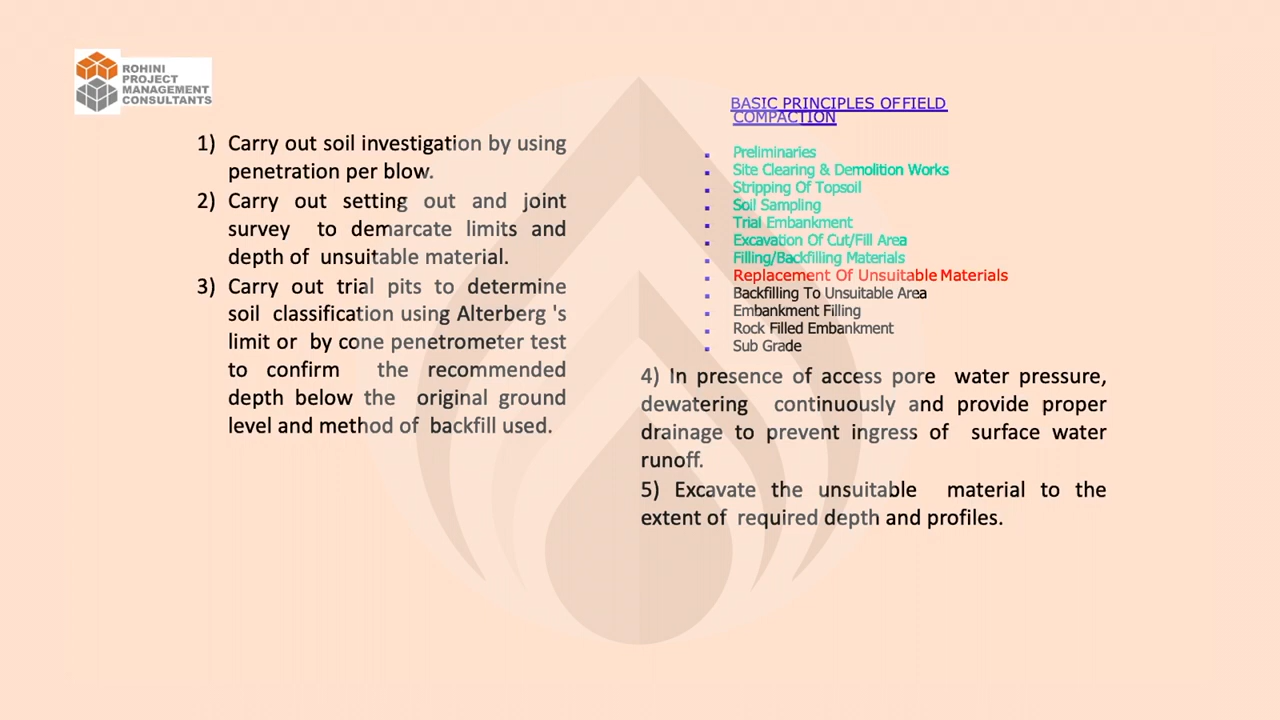 ROHINI
PROJECT
MANAGEMENT
CONSULTANTS
1) Carry out soil investigation by using
penetration per blow.
2) Carry out setting out and joint
survey to demarcate limits and
depth of unsuitable material.
3) Carry out trial pits to determine
soil classification using Alterberg 's
limit or by cone penetrometer test
to confirm the recommended
depth below the original ground
level and method of backfill used.
BASIC PRINCIPLES OF FIELD
COMPACTION
▪ Preliminaries
▪ Site Clearing & Demolition Works
▪ Stripping Of Topsoil
▪ Soil Sampling
▪ Trial Embankment
▪ Excavation Of Cut/Fill Area
▪ Filling/Backfilling Materials
▪ Replacement Of Unsuitable Materials
▪ Backfilling To Unsuitable Area
▪ Embankment Filling
▪ Rock Filled Embankment
▪ Sub Grade
4) In presence of access pore water pressure,
dewatering continuously and provide proper
drainage to prevent ingress of surface water
runoff.
5) Excavate the unsuitable material to the
extent of required depth and profiles.